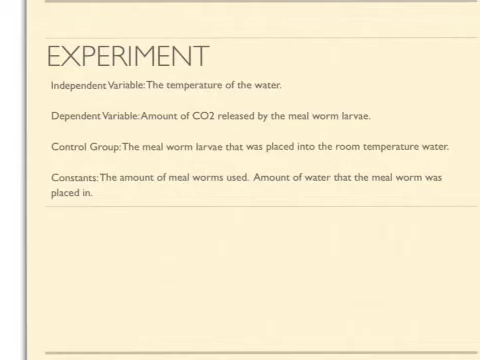 EXPERIMENT
Independent Variable: The temperature of the water.
Dependent Variable: Amount of CO2 released by the meal worm larvae.
Control Group: The meal worm larvae that was placed into the room temperature water.
Constants: The amount of meal worms used. Amount of water that the meal worm was
placed in.